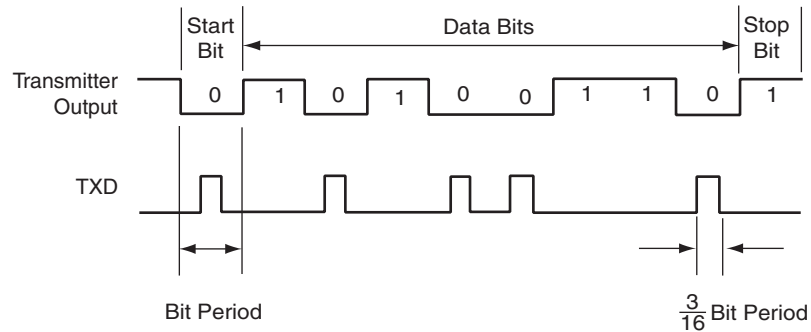 Start Bit
Data Bits
Stop Bit
Transmitter Output
0 1 0 1 0 0 1 1 0 1
TXD
Bit Period
3/16 Bit Period